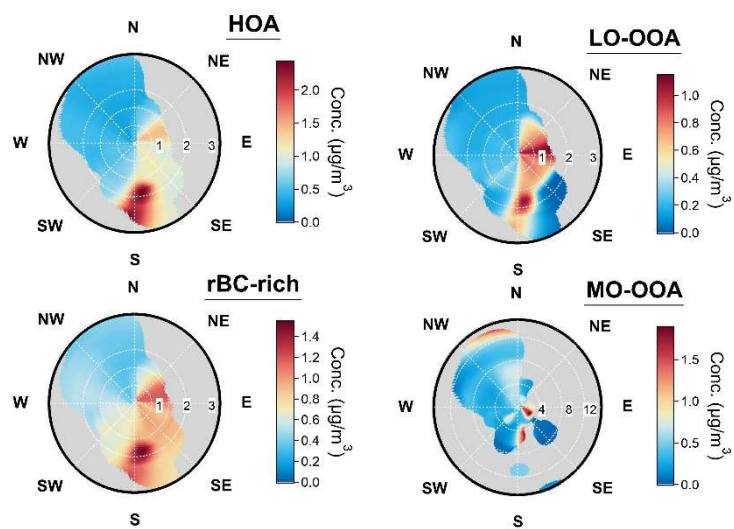 HOA
N
NW
NE
W
E
SW
SE
S
1 2 3
2.0
1.5
1.0
0.5
0.0
Conc. (µg/m³)
LO-OOA
N
NW
NE
W
E
SW
SE
S
1 2 3
1.0
0.8
0.6
0.4
0.2
0.0
Conc. (µg/m³)
rBC-rich
N
NW
NE
W
E
SW
SE
S
1 2 3
1.4
1.2
1.0
0.8
0.6
0.4
0.2
0.0
Conc. (µg/m³)
MO-OOA
N
NW
NE
W
E
SW
SE
S
4 8 12
1.5
1.0
0.5
0.0
Conc. (µg/m³)